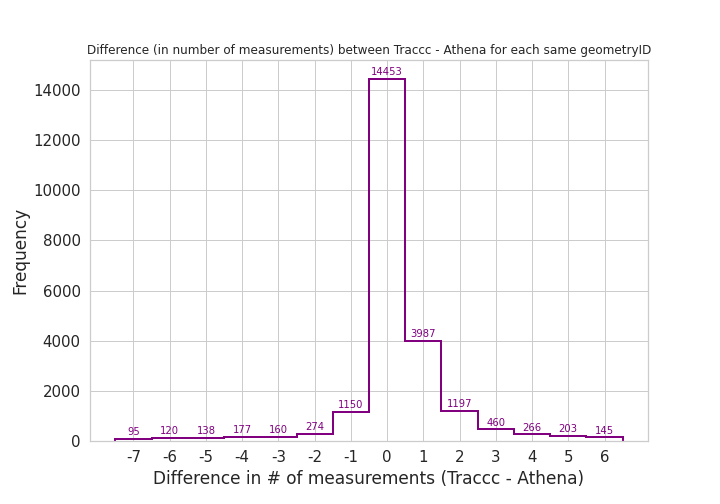 Difference (in number of measurements) between Traccc - Athena for each same geometryID
14453
14000
12000
10000
8000
6000
4000
2000
0
Frequency
95 120 138 177 160 274 1150 3987 1197 460 266 203 145
-7 -6 -5 -4 -3 -2 -1 0 1 2 3 4 5 6
Difference in # of measurements (Traccc - Athena)